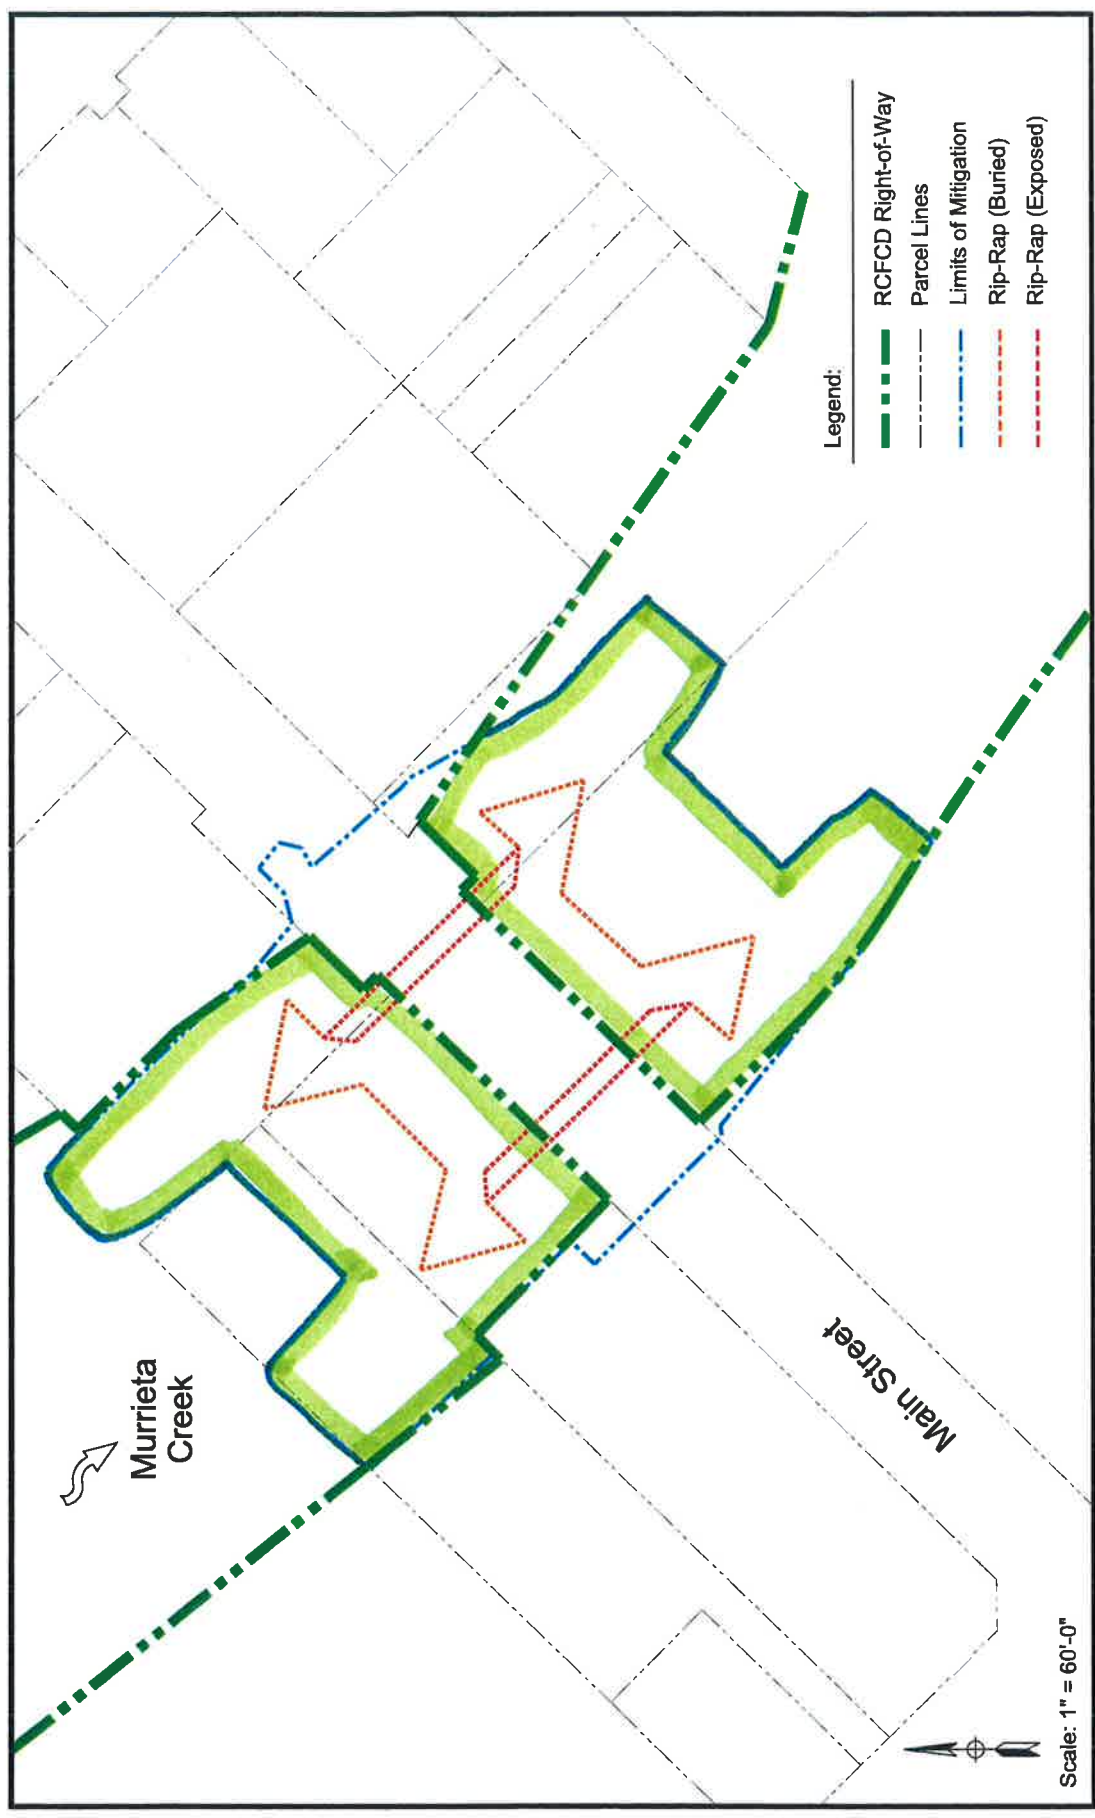 Murrieta
Creek
Main Street
Legend:
RCFCD Right-of-Way
Parcel Lines
Limits of Mitigation
Rip-Rap (Buried)
Rip-Rap (Exposed)
Scale: 1" = 60'-0"